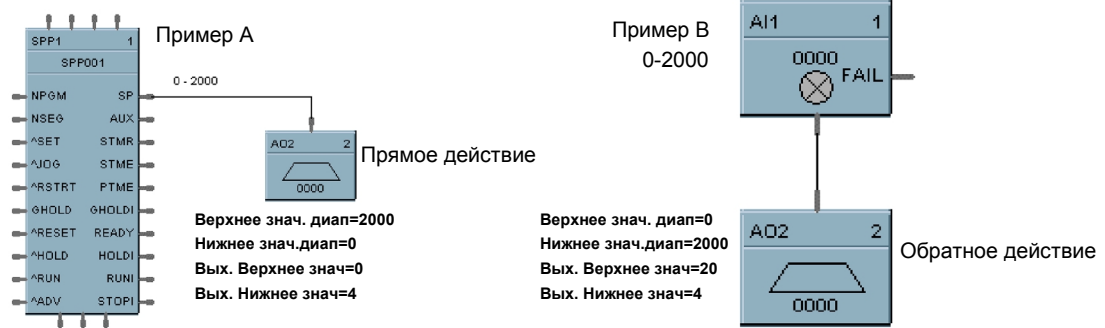 SPP1 1
SPP001
NPGM SP
NSEG AUX
^SET STMR
^JOG STME
^RSTRT PTME
GHOLD GHOLDI
^RESET READY
^HOLD HOLDI
^RUN RUNI
^ADV STOPI
Пример A
0 - 2000
AO2 2
0000
Прямое действие
Верхнее знач. диап=2000
Нижнее знач.диап=0
Вых. Верхнее знач=0
Вых. Нижнее знач=4
Пример B
0-2000
AI1 1
0000
FAIL
Верхнее знач. диап=0
Нижнее знач.диап=2000
Вых. Верхнее знач=20
Вых. Нижнее знач=4
AO2 2
0000
Обратное действие